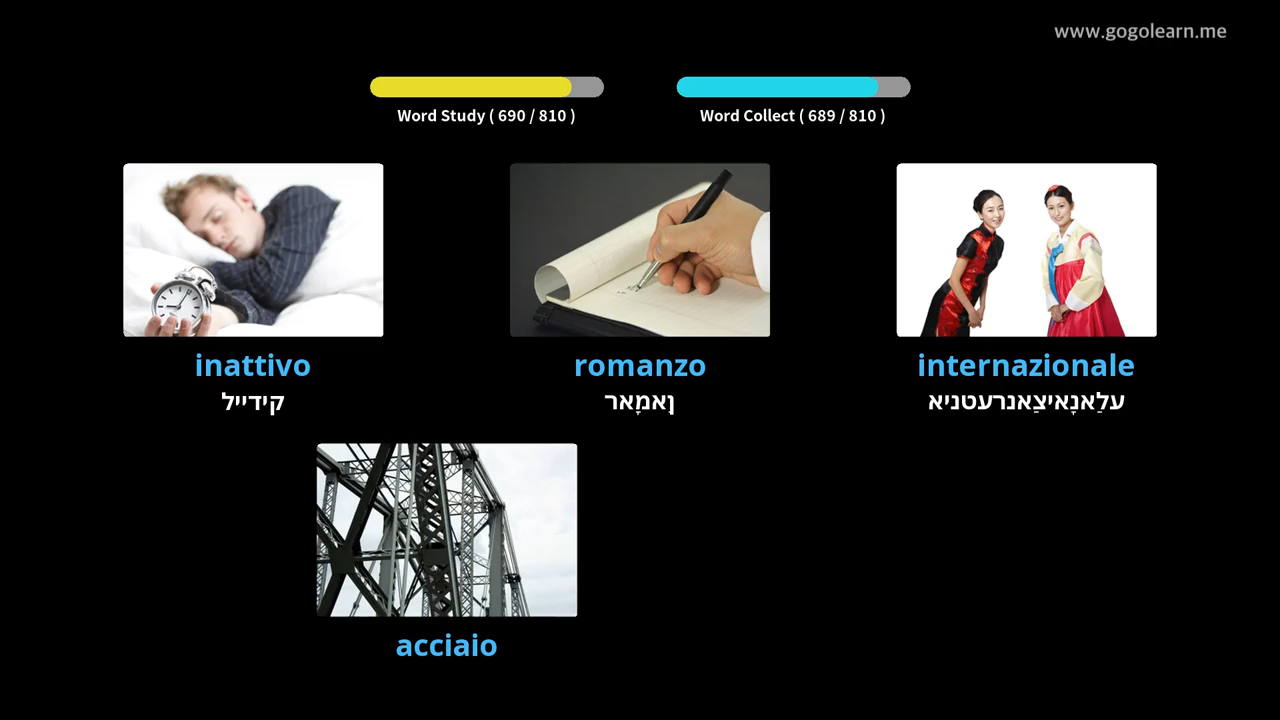 www.gogolearn.me
Word Study ( 690 / 810 )
Word Collect ( 689 / 810 )
inattivo
קידייל
romanzo
ןאמָאר
internazionale
עלַאנָאיצַאנרעטניא
acciaio